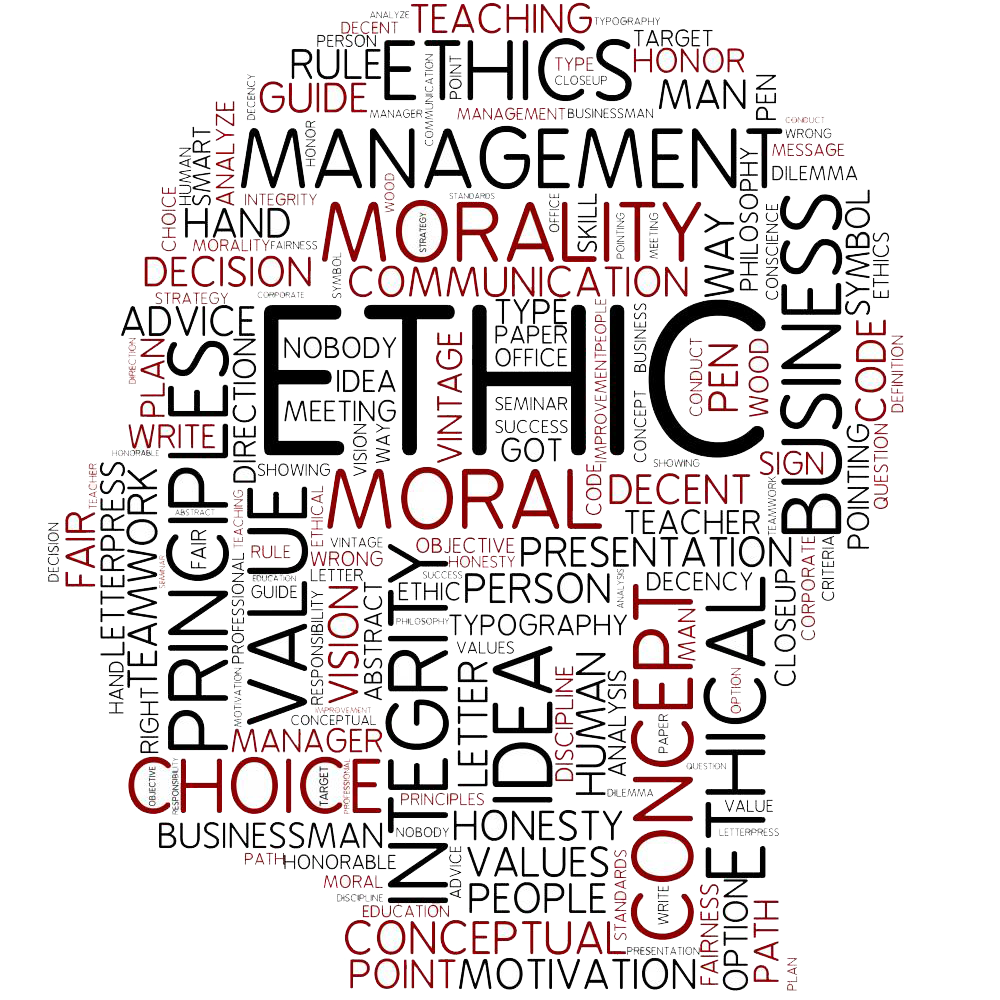 ANALYZE
TEACHING
TYPOGRAPHY
DECENT
PERSON
TARGET
RULE
ETHICS
TYPE
CLOSEUP
HONOR
POINT
COMMUNICATION
DECENCY
GUIDE
MAN
PEN
MANAGER
MANAGEMENT
BUSINESSMAN
CONDUCT
WRONG
MESSAGE
DILEMMA
HUMAN
SMART
ANALYZE
HONOR
MANAGEMENT
CHOICE
INTEGRITY
WOOD
STANDARDS
HAND
MORALITY
FAIRNESS
MORALITY
STRATEGY
OFFICE
SKILL
POINTING
MEETING
WAY
PHILOSOPHY
CONSCIENCE
BUSINESS
SYMBOL
ETHICS
DECISION
SYMBOL
COMMUNICATION
STRATEGY
CORPORATE
ADVICE
ETHIC
TYPE
PAPER
OFFICE
NOBODY
IDEA
MEETING
VINTAGE
SEMINAR
SUCCESS
GOT
IMPROVEMENT
PEOPLE
BUSINESS
CONCEPT
CONDUCT
PEN
WOOD
CODE
DEFINITION
DIRECTION
PLAN
PRINCIPLES
DIRECTION
WRITE
VISION
WAY
HONORABLE
SHOWING
SHOWING
SIGN
POINTING
QUESTION
TEACHER
LETTERPRESS
TEAMWORK
MORAL
CODE
DECENT
TEAMWORK
TEACHER
DECISION
FAIR
ABSTRACT
FAIR
TEACHING
VALUE
ETHICAL
RULE
VINTAGE
WRONG
LETTER
OBJECTIVE
HONESTY
PRESENTATION
CORPORATE
CRITERIA
SEMINAR
PROFESSIONAL
EDUCATION
GUIDE
SUCCESS
ETHIC
PERSON
ANALYSIS
DECENCY
CLOSEUP
RESPONSIBILITY
VISION
ABSTRACT
INTEGRITY
PHILOSOPHY
TYPOGRAPHY
CONCEPT
MAN
ETHICAL
VALUES
HAND
RIGHT
MOTIVATION
LETTER
IDEA
DISCIPLINE
HUMAN
ANALYSIS
PAPER
OPTION
IMPROVEMENT
CONCEPTUAL
MANAGER
CHOICE
OBJECTIVE
RESPONSIBILITY
TARGET
PROFESSIONAL
QUESTION
DILEMMA
PRINCIPLES
VALUE
LETTERPRESS
BUSINESSMAN
NOBODY
HONESTY
PATH
HONORABLE
ADVICE
VALUES
STANDARDS
MORAL
PEOPLE
WRITE
DISCIPLINE
EDUCATION
FAIRNESS
OPTION
PATH
CONCEPTUAL
PRESENTATION
POINT
MOTIVATION
PLAN